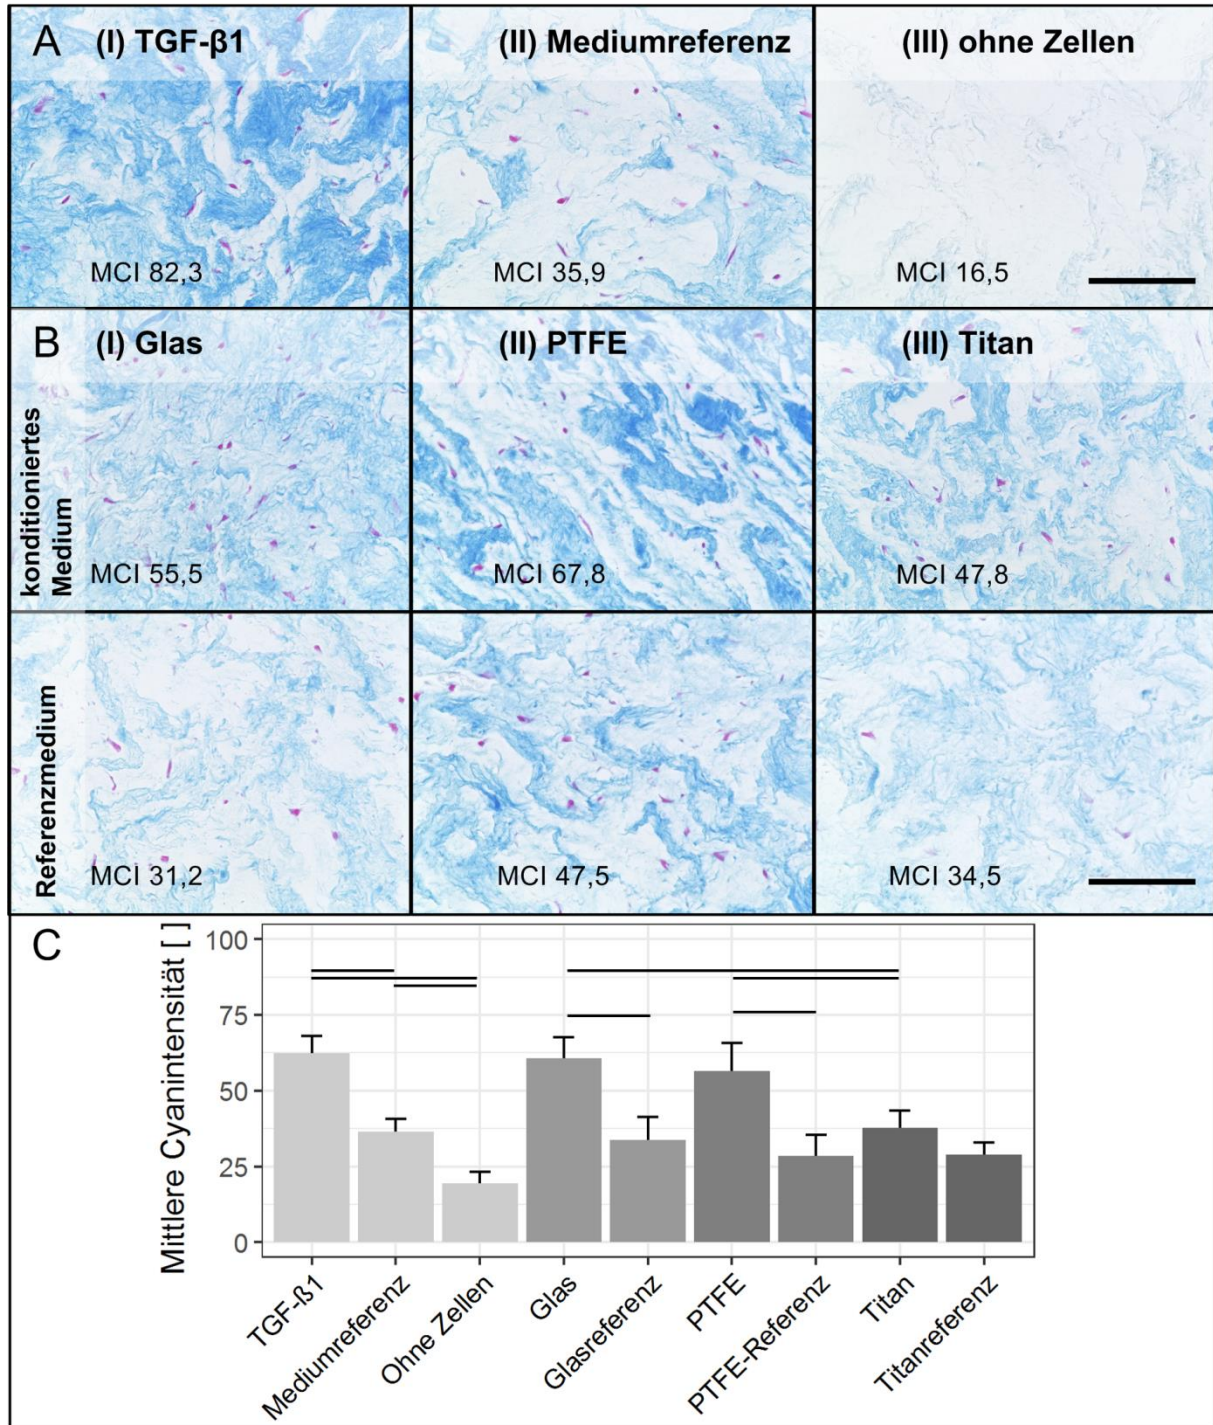 A
(I) TGF-β1
(II) Mediumreferenz
(III) ohne Zellen
MCI 82,3
MCI 35,9
MCI 16,5
B
(I) Glas
(II) PTFE
(III) Titan
konditioniertes
Medium
MCI 55,5
MCI 67,8
MCI 47,8
Referenzmedium
MCI 31,2
MCI 47,5
MCI 34,5
C
Mittlere Cyanintensität [ ]
100
75
50
25
0
TGF-ß1
Mediumreferenz
Ohne Zellen
Glas
Glasreferenz
PTFE
PTFE-Referenz
Titan
Titanreferenz